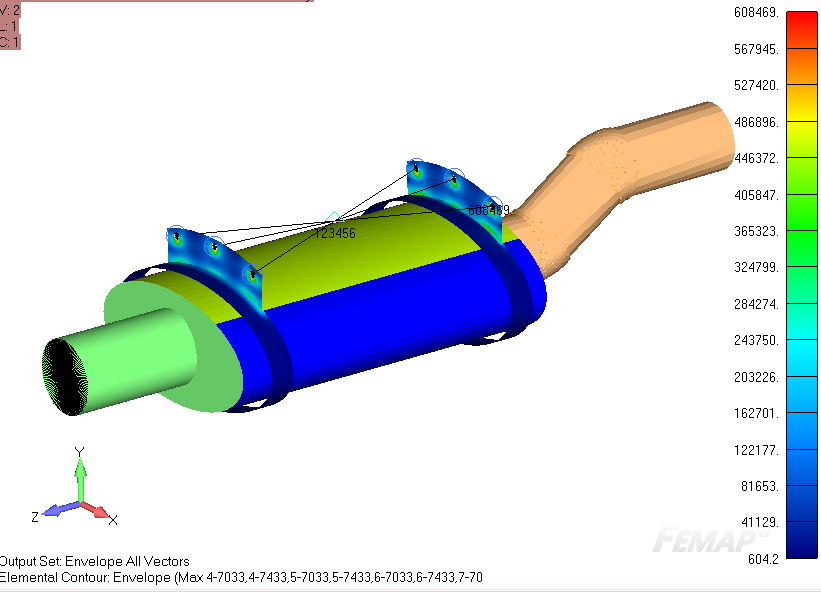 V: 2
L: 1
C: 1
608469.
567945.
527420.
486896.
446372.
405847.
365323.
324799.
284274.
243750.
203226.
162701.
122177.
81653.
41129.
604.2
608469.
123456
Y
Z
X
FEMAP®
Output Set: Envelope All Vectors
Elemental Contour: Envelope (Max 4-7033,4-7433,5-7033,5-7433,6-7033,6-7433,7-70